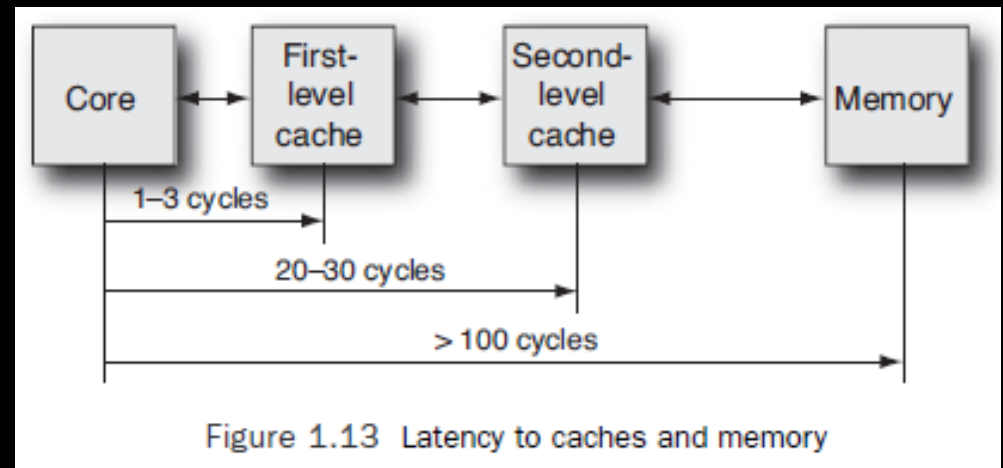 Core
First-
level
cache
Second-
level
cache
Memory
1–3 cycles
20–30 cycles
> 100 cycles
Figure 1.13 Latency to caches and memory